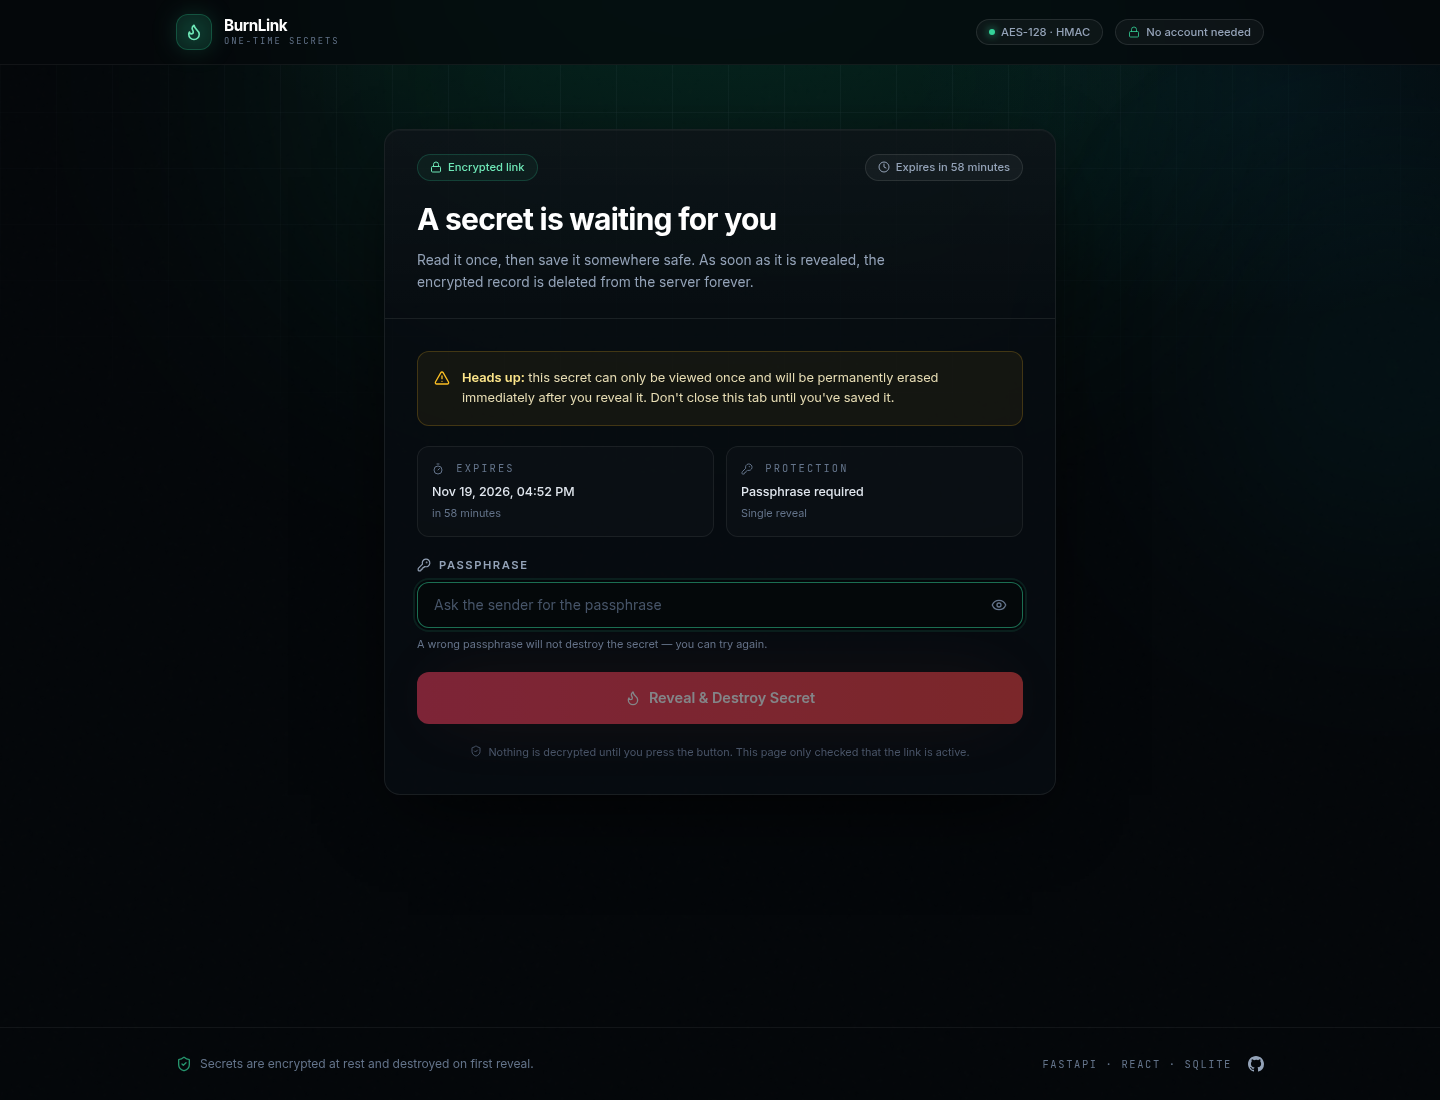 BurnLink
ONE-TIME SECRETS
AES-128 · HMAC
No account needed
Encrypted link
Expires in 58 minutes
A secret is waiting for you
Read it once, then save it somewhere safe. As soon as it is revealed, the
encrypted record is deleted from the server forever.
Heads up: this secret can only be viewed once and will be permanently erased
immediately after you reveal it. Don't close this tab until you've saved it.
EXPIRES
Nov 19, 2026, 04:52 PM
in 58 minutes
PROTECTION
Passphrase required
Single reveal
PASSPHRASE
Ask the sender for the passphrase
A wrong passphrase will not destroy the secret — you can try again.
Reveal & Destroy Secret
Nothing is decrypted until you press the button. This page only checked that the link is active.
Secrets are encrypted at rest and destroyed on first reveal.
FASTAPI · REACT · SQLITE